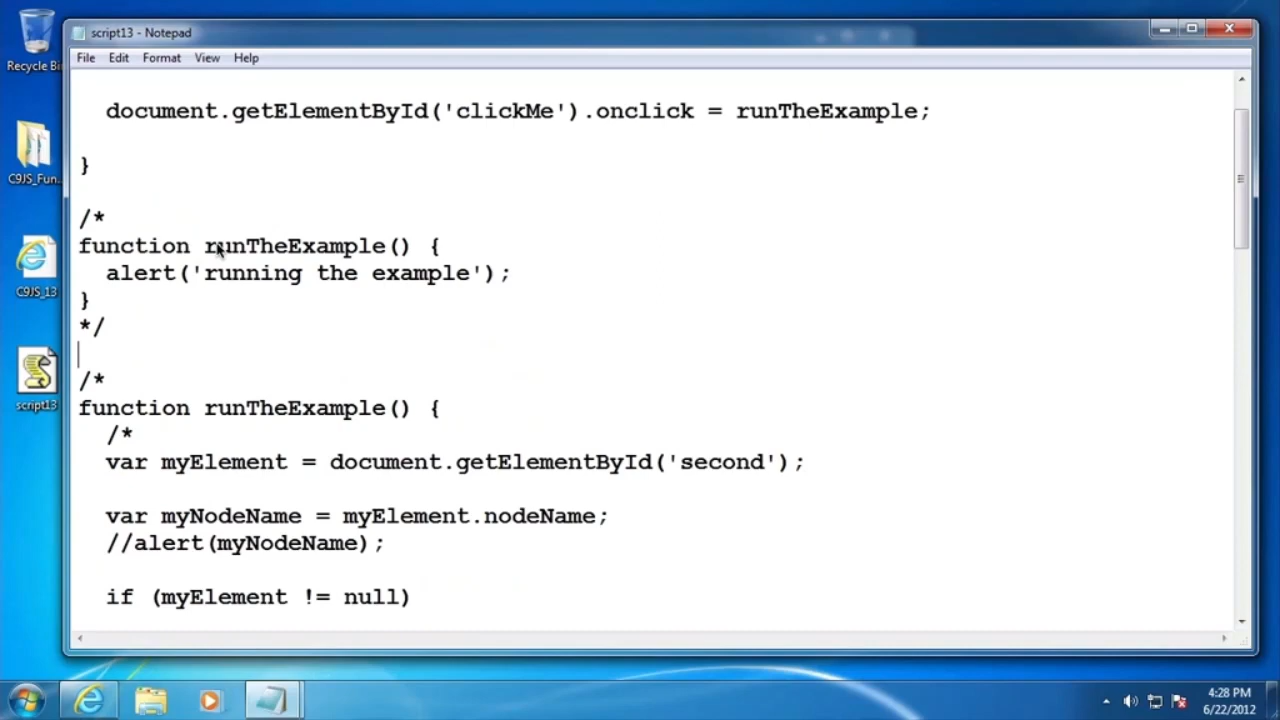 Recycle Bin
C9JS_Fun...
C9JS_13
script13
script13 - Notepad
File Edit Format View Help
document.getElementById('clickMe').onclick = runTheExample;
}
/*
function runTheExample() {
alert('running the example');
}
*/
/*
function runTheExample() {
/*
var myElement = document.getElementById('second');
var myNodeName = myElement.nodeName;
//alert(myNodeName);
if (myElement != null)
4:28 PM
6/22/2012